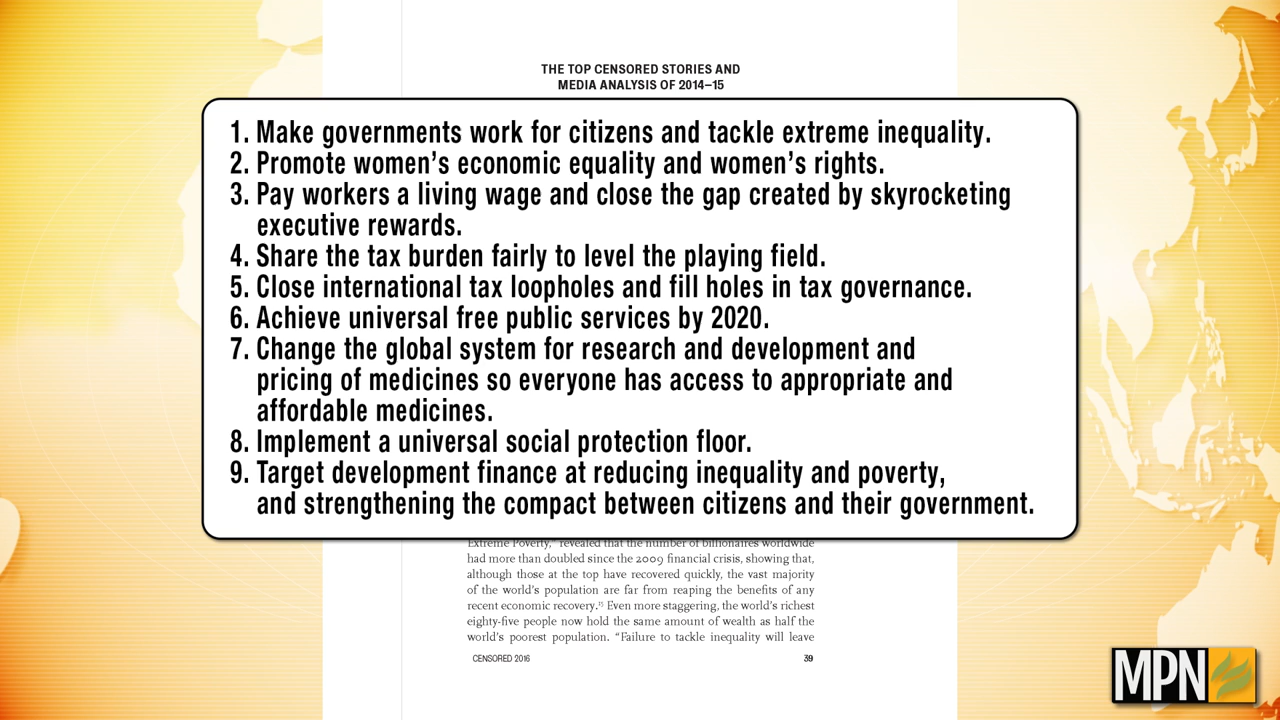 THE TOP CENSORED STORIES AND
MEDIA ANALYSIS OF 2014–15
1. Make governments work for citizens and tackle extreme inequality.
2. Promote women's economic equality and women's rights.
3. Pay workers a living wage and close the gap created by skyrocketing
executive rewards.
4. Share the tax burden fairly to level the playing field.
5. Close international tax loopholes and fill holes in tax governance.
6. Achieve universal free public services by 2020.
7. Change the global system for research and development and
pricing of medicines so everyone has access to appropriate and
affordable medicines.
8. Implement a universal social protection floor.
9. Target development finance at reducing inequality and poverty,
and strengthening the compact between citizens and their government.
Extreme Poverty," revealed that the number of billionaires worldwide
had more than doubled since the 2009 financial crisis, showing that,
although those at the top have recovered quickly, the vast majority
of the world's population are far from reaping the benefits of any
recent economic recovery.¹⁵ Even more staggering, the world's richest
eighty-five people now hold the same amount of wealth as half the
world's poorest population. "Failure to tackle inequality will leave
CENSORED 2016 39
MPN